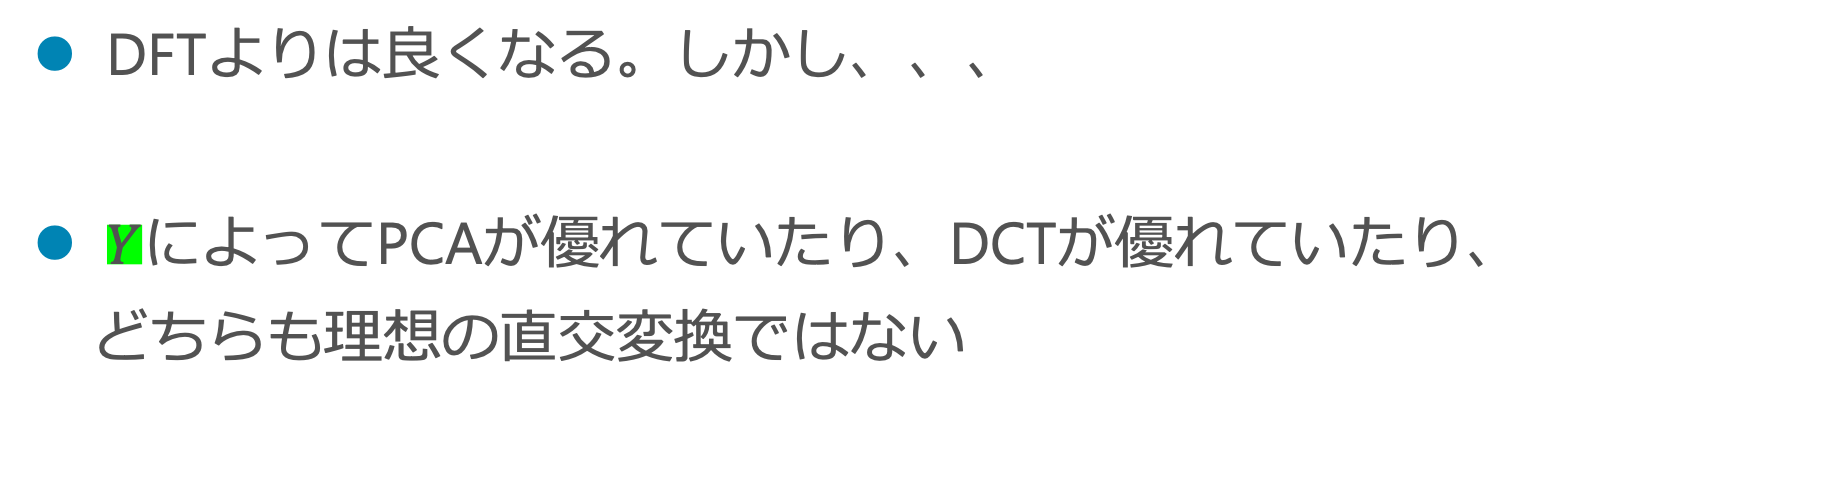 ● DFTよりは良くなる。しかし、、、
● YによってPCAが優れていたり、DCTが優れていたり、
どちらも理想の直交変換ではない